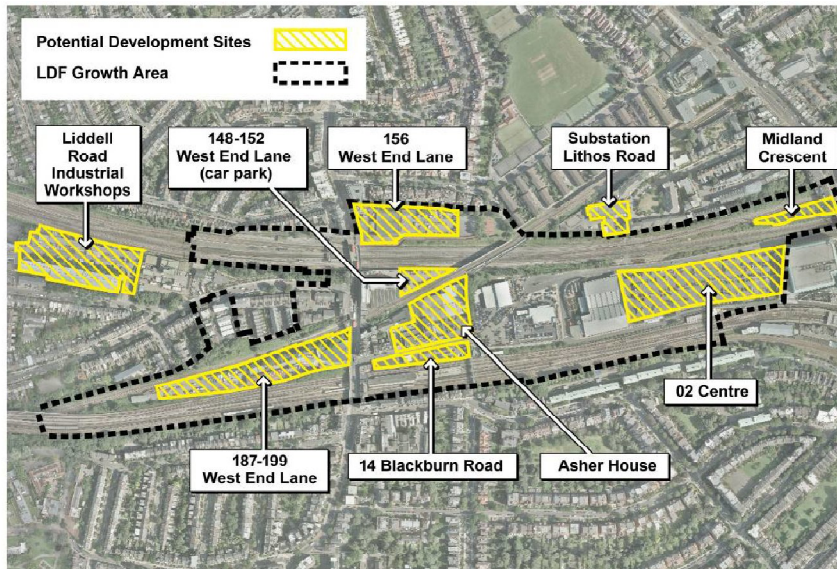 Potential Development Sites
LDF Growth Area
Liddell
Road
Industrial
Workshops
148-152
West End Lane
(car park)
156
West End Lane
Substation
Lithos Road
Midland
Crescent
02 Centre
187-199
West End Lane
14 Blackburn Road
Asher House